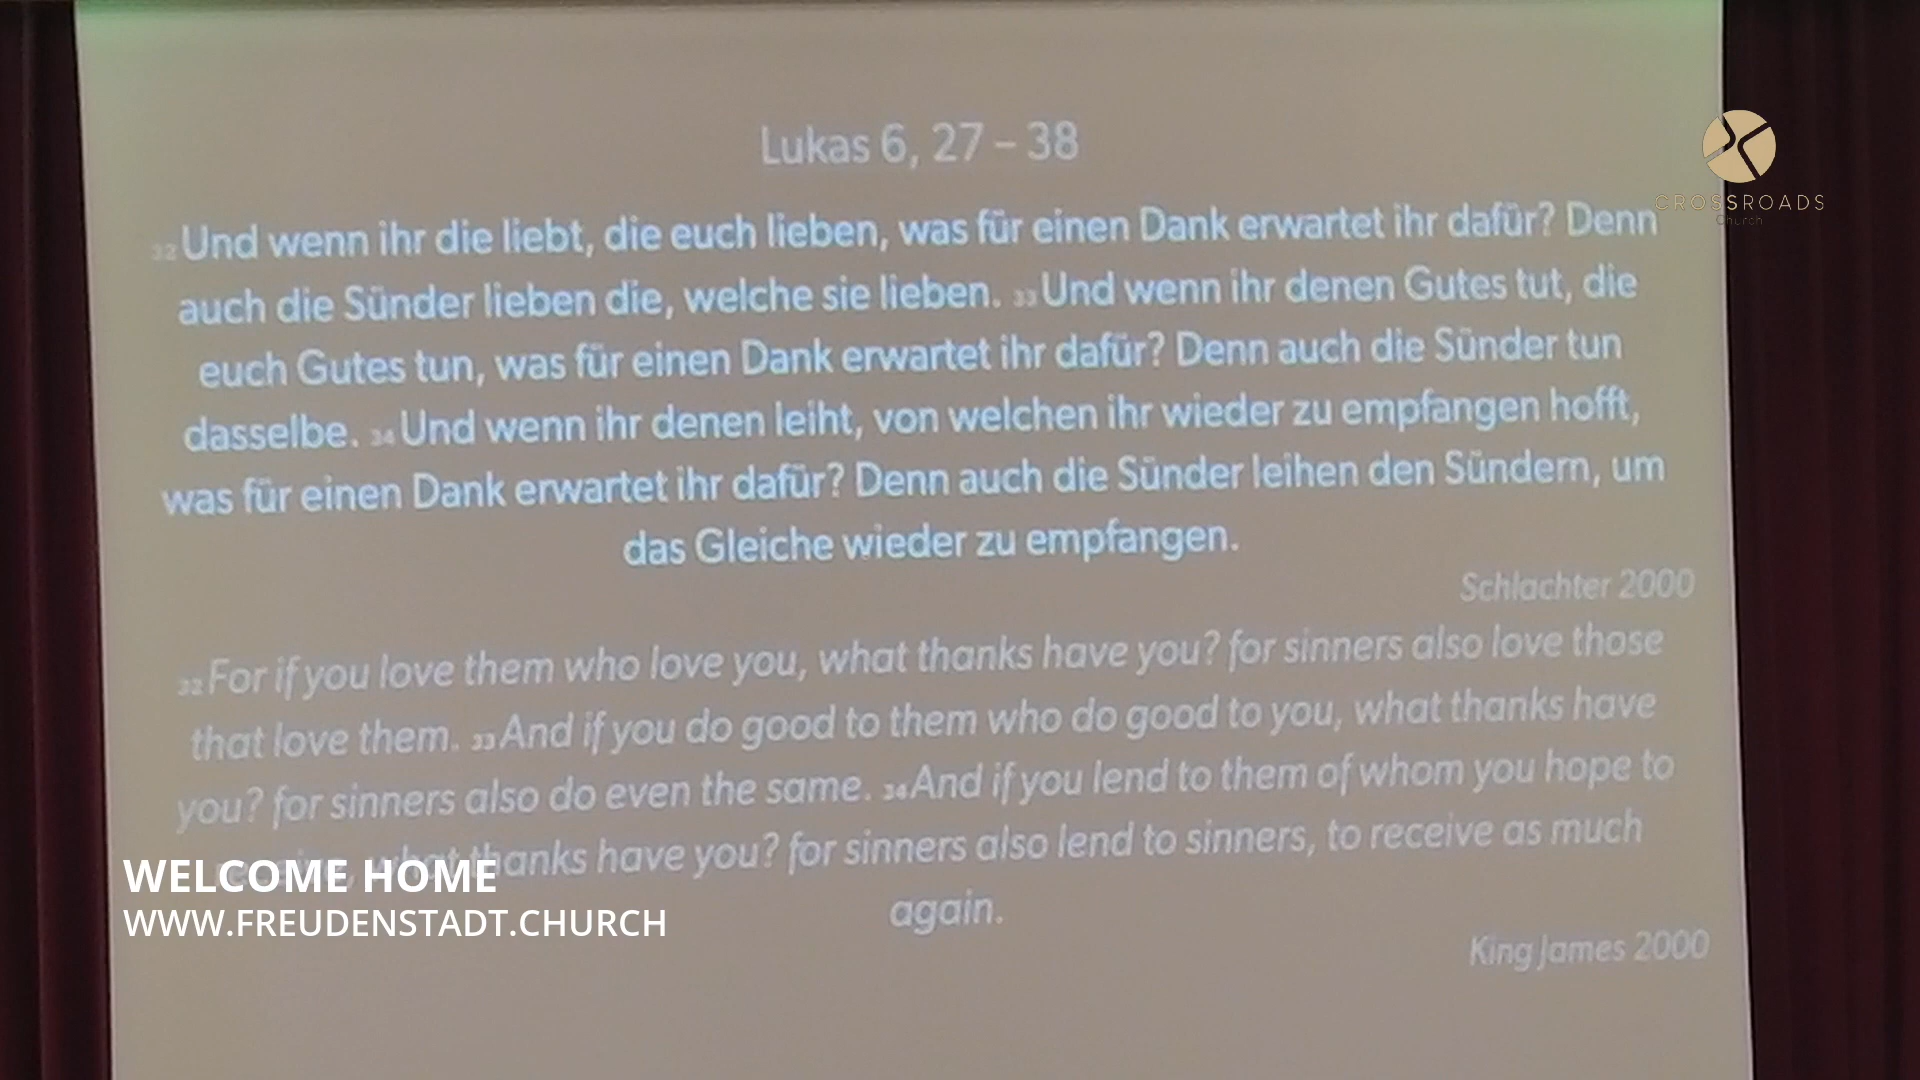 Lukas 6, 27 – 38
CROSSROADS
Church
32 Und wenn ihr die liebt, die euch lieben, was für einen Dank erwartet ihr dafür? Denn
auch die Sünder lieben die, welche sie lieben. 33 Und wenn ihr denen Gutes tut, die
euch Gutes tun, was für einen Dank erwartet ihr dafür? Denn auch die Sünder tun
dasselbe. 34 Und wenn ihr denen leiht, von welchen ihr wieder zu empfangen hofft,
was für einen Dank erwartet ihr dafür? Denn auch die Sünder leihen den Sündern, um
das Gleiche wieder zu empfangen.
Schlachter 2000
32 For if you love them who love you, what thanks have you? for sinners also love those
that love them. 33 And if you do good to them who do good to you, what thanks have
you? for sinners also do even the same. 34 And if you lend to them of whom you hope to
receive, what thanks have you? for sinners also lend to sinners, to receive as much
again.
King James 2000
WELCOME HOME
WWW.FREUDENSTADT.CHURCH